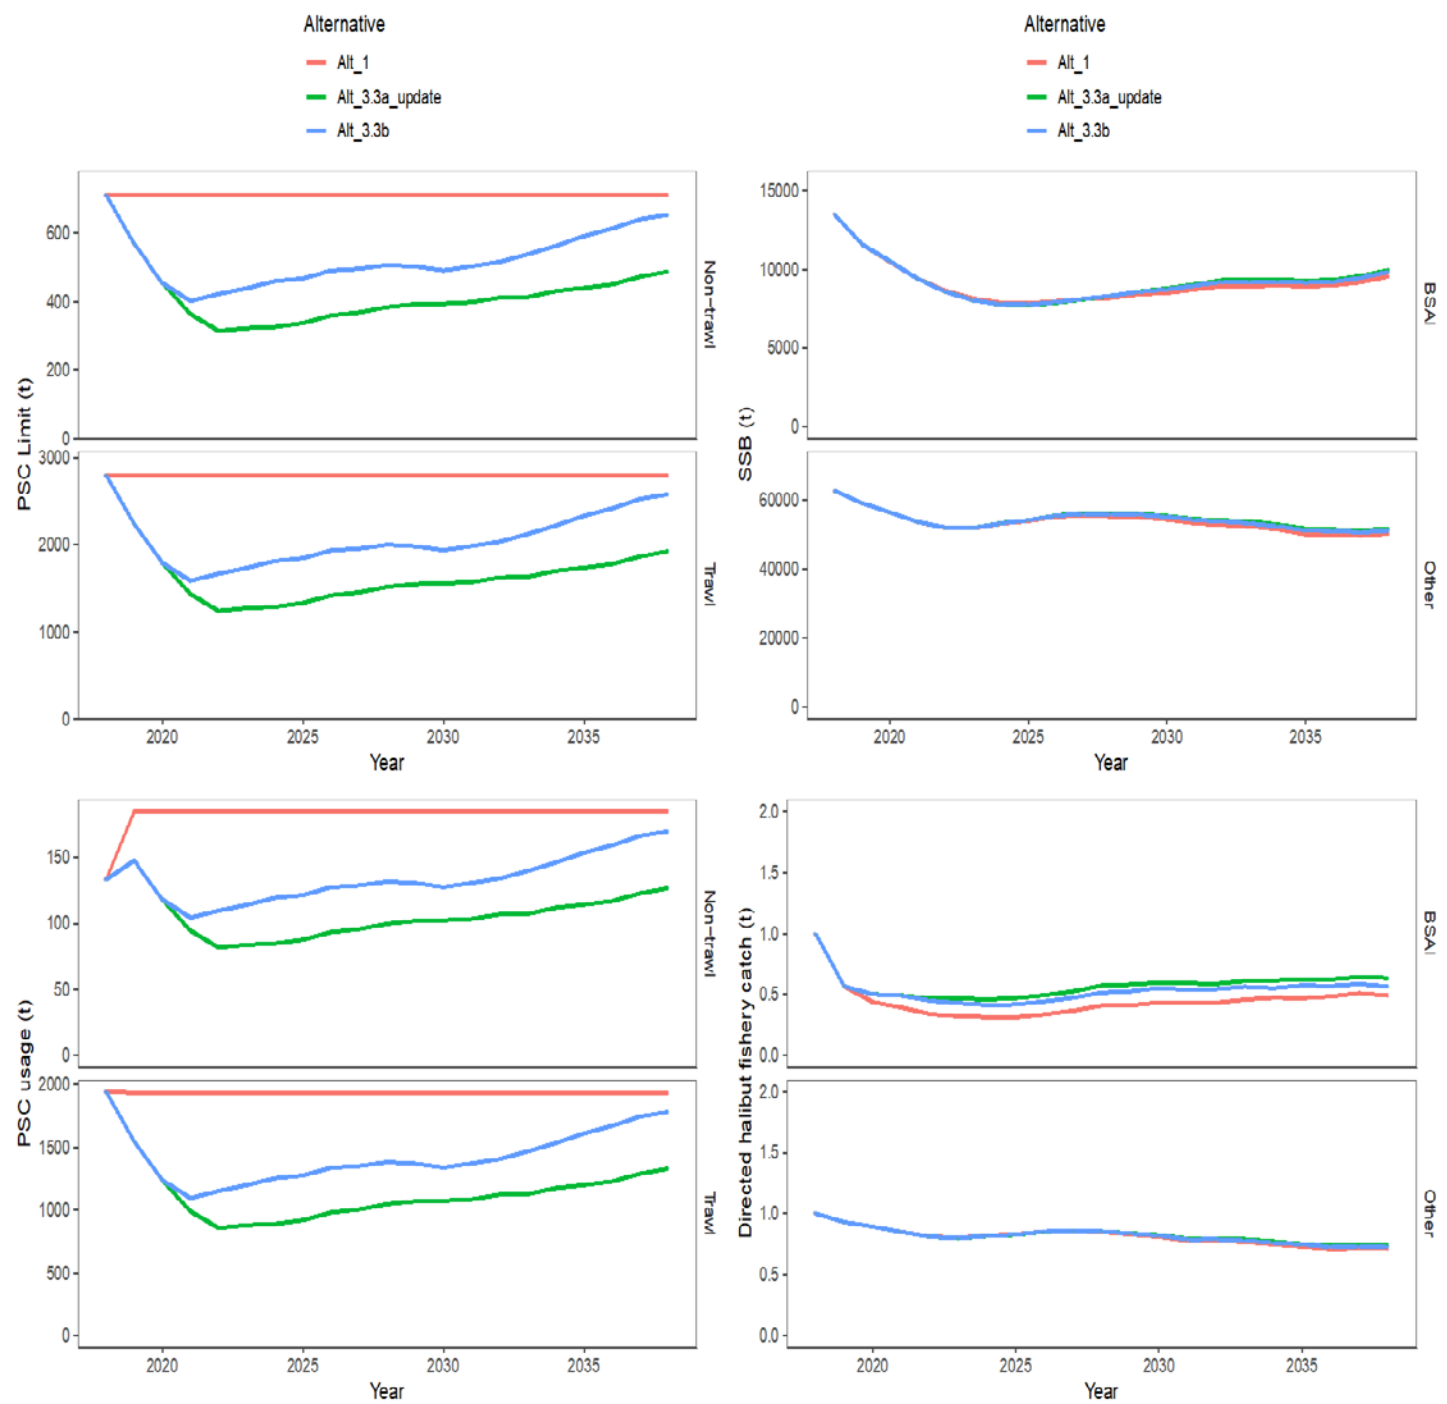 Alternative
Alt_1
Alt_3.3a_update
Alt_3.3b
Alternative
Alt_1
Alt_3.3a_update
Alt_3.3b
PSC Limit (t)
600
400
200
0
Non-trawl
3000
2000
1000
0
Trawl
2020 2025 2030 2035
Year
SSB (t)
15000
10000
5000
0
BSAI
60000
40000
20000
0
Other
2020 2025 2030 2035
Year
PSC usage (t)
150
100
50
0
Non-trawl
2000
1500
1000
500
0
Trawl
2020 2025 2030 2035
Year
Directed halibut fishery catch (t)
2.0
1.5
1.0
0.5
0.0
BSAI
2.0
1.5
1.0
0.5
0.0
Other
2020 2025 2030 2035
Year